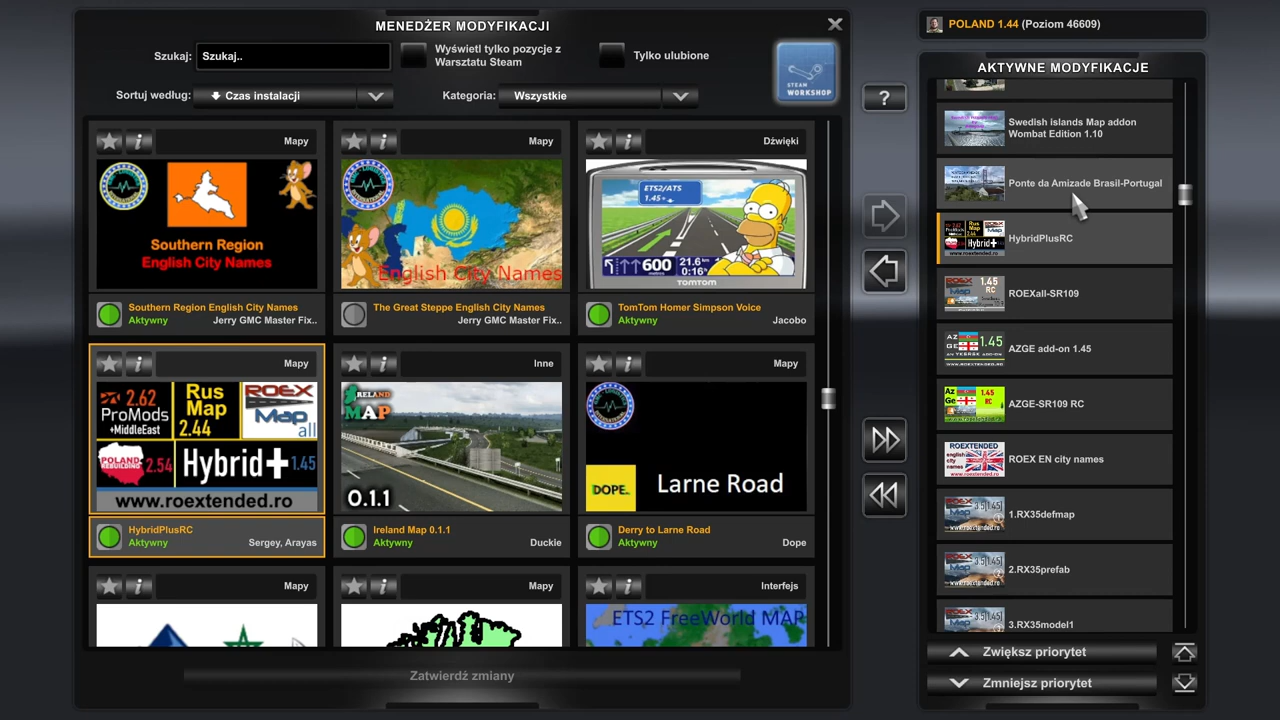 MENEDŻER MODYFIKACJI
Szukaj:
Szukaj..
Wyświetl tylko pozycje z
Warsztatu Steam
Tylko ulubione
STEAM
WORKSHOP
Sortuj według:
Czas instalacji
Kategoria:
Wszystkie
Mapy
Southern Region
English City Names
Southern Region English City Names
Aktywny
Jerry GMC Master Fix..
Mapy
English City Names
The Great Steppe English City Names
Jerry GMC Master Fix..
Dźwięki
ETS2/ATS
1.45
600
21.6 km
0:16
TOMTOM
TomTom Homer Simpson Voice
Aktywny
Jacobo
Mapy
2.62
ProMods
+MiddleEast
Rus
Map
2.44
ROEX
Map
all
POLAND
REBUILDING
2.54
Hybrid+
1.45
www.roextended.ro
HybridPlusRC
Aktywny
Sergey, Arayas
Inne
IRELAND
MAP
0.1.1
Ireland Map 0.1.1
Aktywny
Duckie
Mapy
DOPE.
Larne Road
Derry to Larne Road
Aktywny
Dope
Mapy
Mapy
Interfejs
ETS2 FreeWorld MAP
Zatwierdź zmiany
?
POLAND 1.44 (Poziom 46609)
AKTYWNE MODYFIKACJE
Swedish islands Map addon
Wombat Edition 1.10
Ponte da Amizade Brasil-Portugal
HybridPlusRC
ROEXall-SR109
AZGE add-on 1.45
AZGE-SR109 RC
ROEX EN city names
1.RX35defmap
2.RX35prefab
3.RX35model1
Zwiększ priorytet
Zmniejsz priorytet